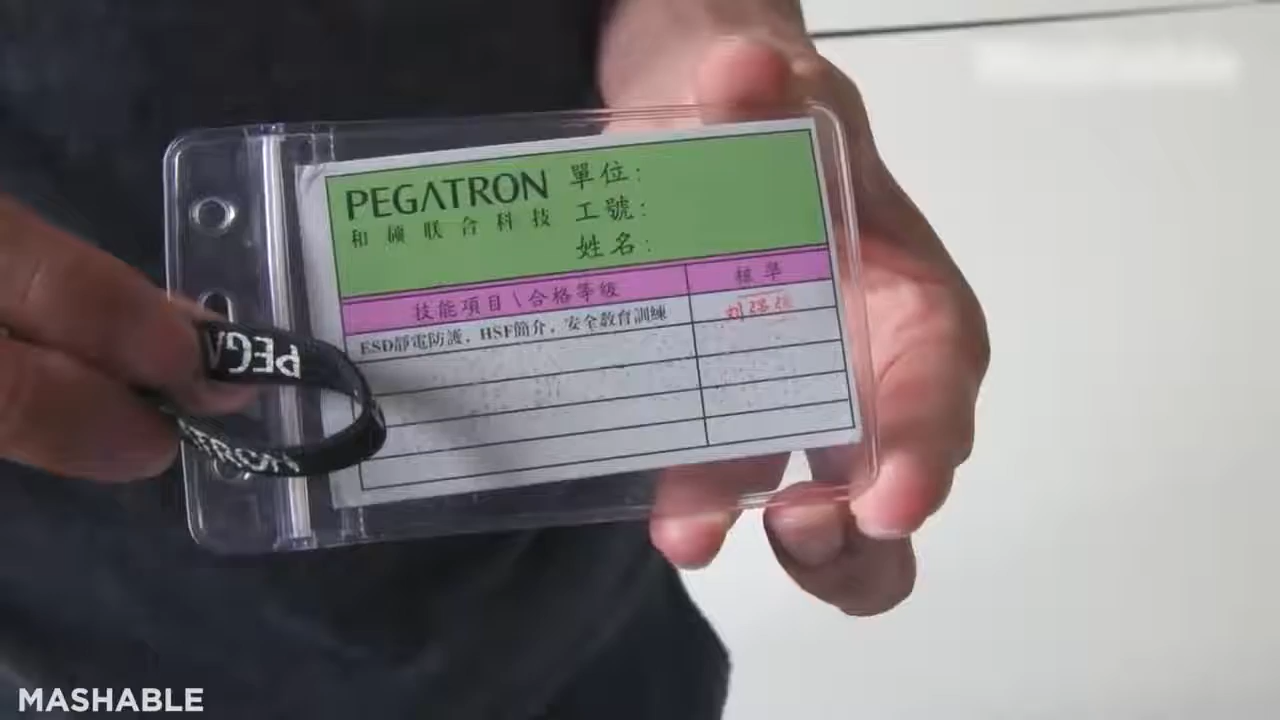 PEGATRON
和碩联合科技
單位:
工號:
姓名:
技能項目\合格等級
標準
ESD靜電防護，HSF簡介，安全教育訓練
PEGA
TRON
MASHABLE